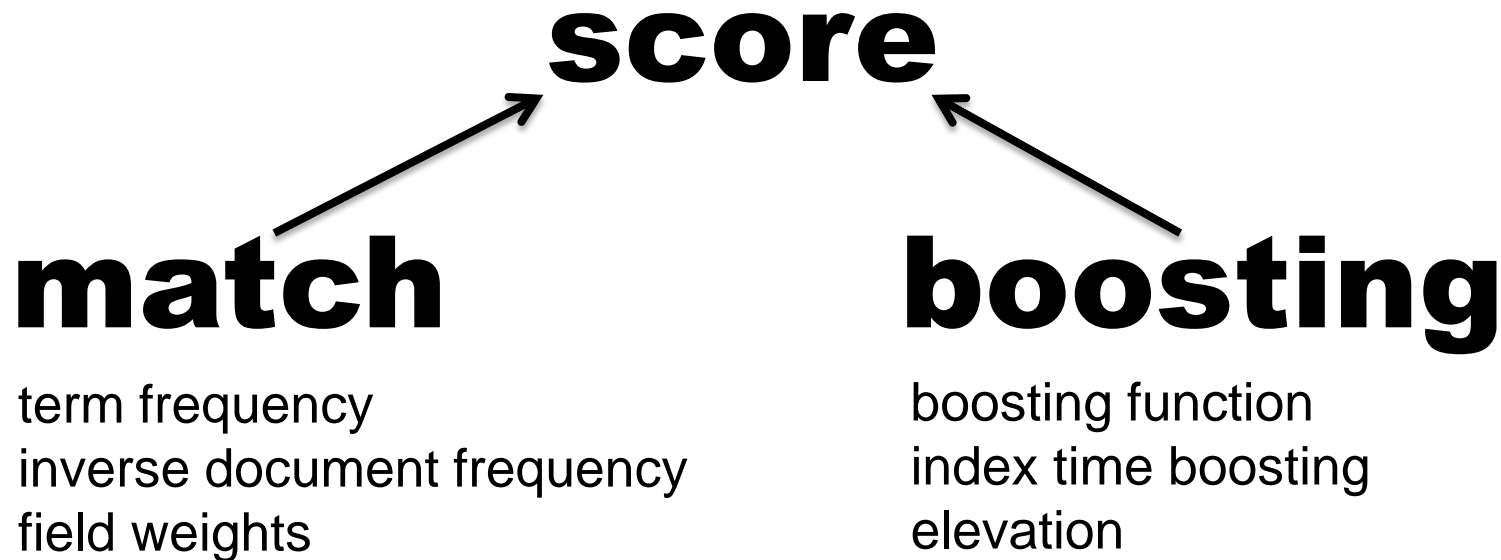 score
match
boosting
term frequency
inverse document frequency
field weights
boosting function
index time boosting
elevation